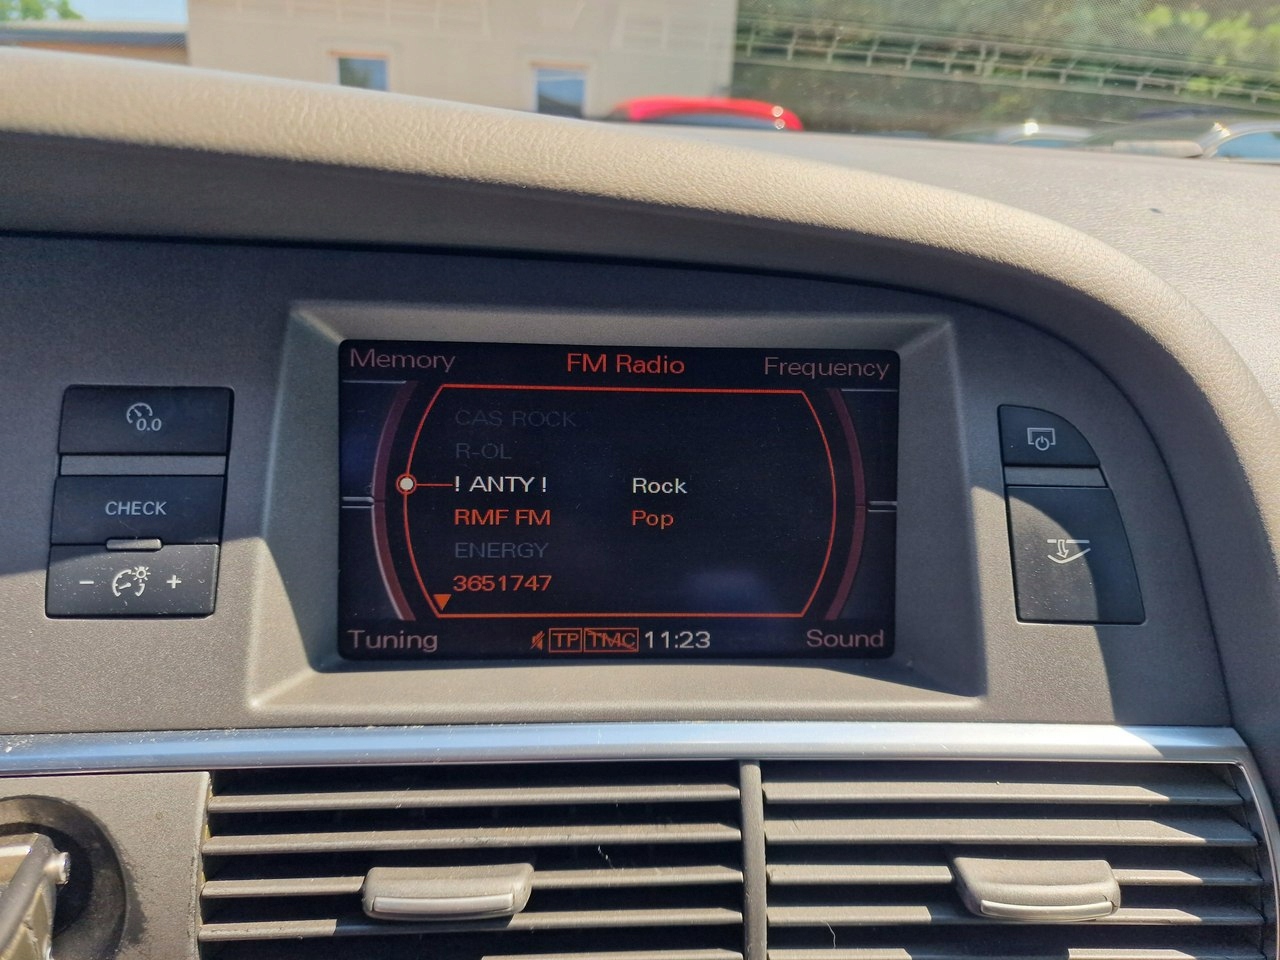 Memory FM Radio Frequency
CAS ROCK
R-OL
! ANTY ! Rock
RMF FM Pop
ENERGY
3651747
Tuning TP TMC 11:23 Sound
0.0
CHECK
- +